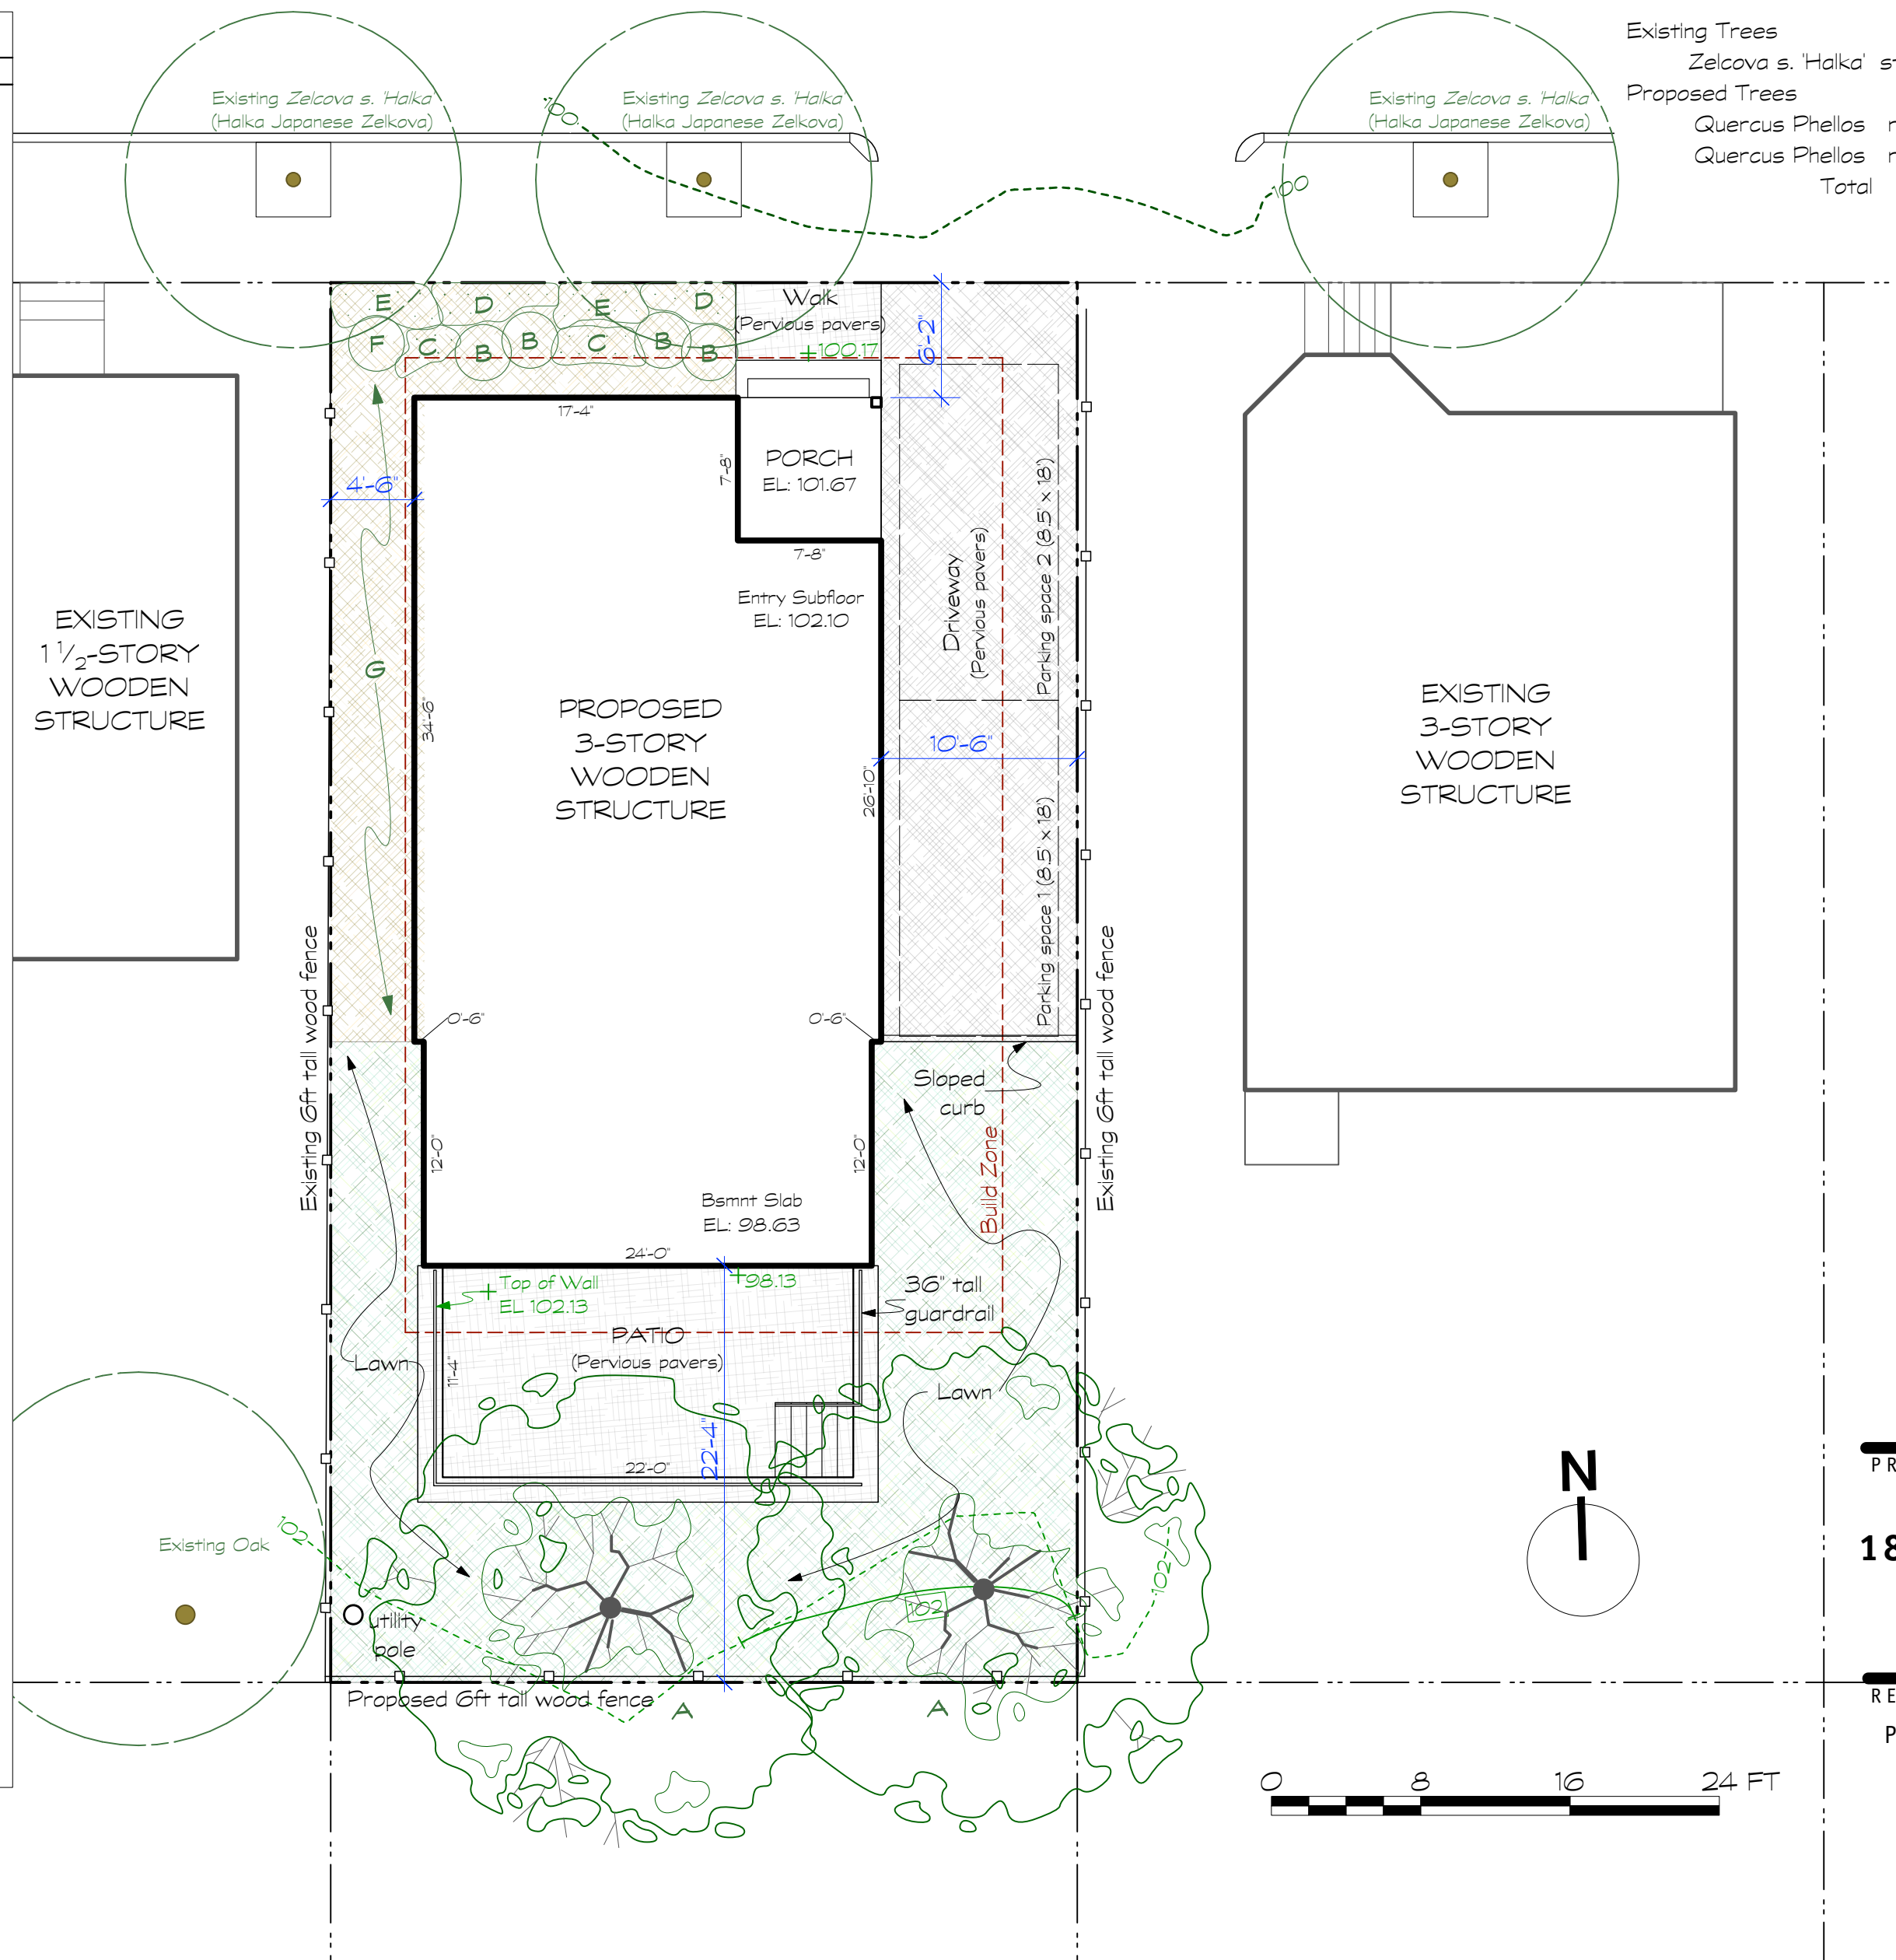 Existing Trees
Zelcova s. 'Halka'
Proposed Trees
Quercus Phellos
Quercus Phellos
Total
Existing Zelcova s. 'Halka'
(Halka Japanese Zelkova)
Existing Zelcova s. 'Halka'
(Halka Japanese Zelkova)
Existing Zelcova s. 'Halka'
(Halka Japanese Zelkova)
100
100
E
D
E
D
F
C
B
B
C
B
B
Walk
(Pervious pavers)
+100.17
6'-2"
17'-4"
4'-6"
7'-8"
PORCH
EL: 101.67
7'-8"
Entry Subfloor
EL: 102.10
Driveway
(Pervious pavers)
Parking space 2 (8.5' x 18')
EXISTING
1 1/2-STORY
WOODEN
STRUCTURE
G
34'-6"
PROPOSED
3-STORY
WOODEN
STRUCTURE
10'-6"
26'-10"
Parking space 1 (8.5' x 18')
EXISTING
3-STORY
WOODEN
STRUCTURE
Existing 6ft tall wood fence
Existing 6ft tall wood fence
0'-6"
0'-6"
Sloped
curb
12'-0"
12'-0"
Build Zone
Bsmnt Slab
EL: 98.63
24'-0"
+ Top of Wall
EL 102.13
+98.13
36" tall
guardrail
PATIO
(Pervious pavers)
11'-4"
Lawn
Lawn
22'-4"
22'-0"
Existing Oak
102
102
102
utility
pole
Proposed 6ft tall wood fence
A
A
N
PR
18
RE
P
0 8 16 24 FT